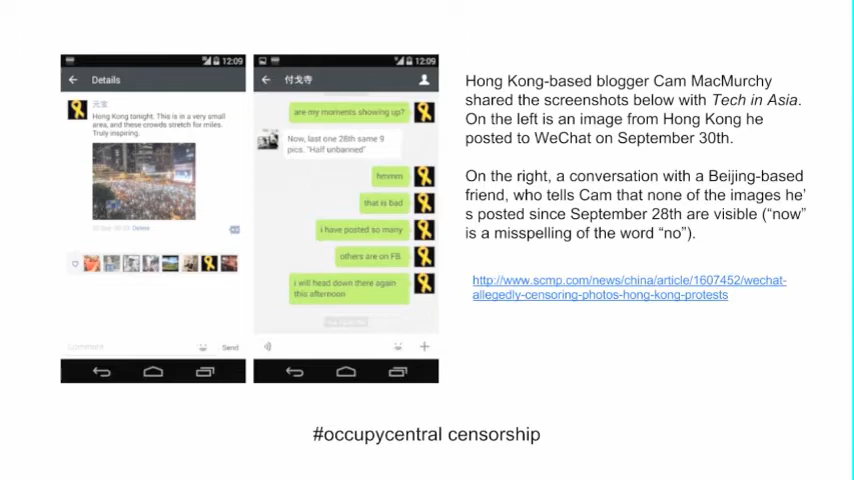 12:09
Details
Hong Kong tonight. This is in a very small
area, and these crowds stretch for miles.
Truly inspiring.
Delete
Comment
Send
12:09
are my moments showing up?
Now, last one 28th same 9
pics. "Half unbanned"
hmmm
that is bad
i have posted so many
others are on FB
i will head down there again
this afternoon
Hong Kong-based blogger Cam MacMurchy
shared the screenshots below with Tech in Asia.
On the left is an image from Hong Kong he
posted to WeChat on September 30th.
On the right, a conversation with a Beijing-based
friend, who tells Cam that none of the images he’
s posted since September 28th are visible (“now”
is a misspelling of the word “no”).
http://www.scmp.com/news/china/article/1607452/wechat-
allegedly-censoring-photos-hong-kong-protests
#occupycentral censorship